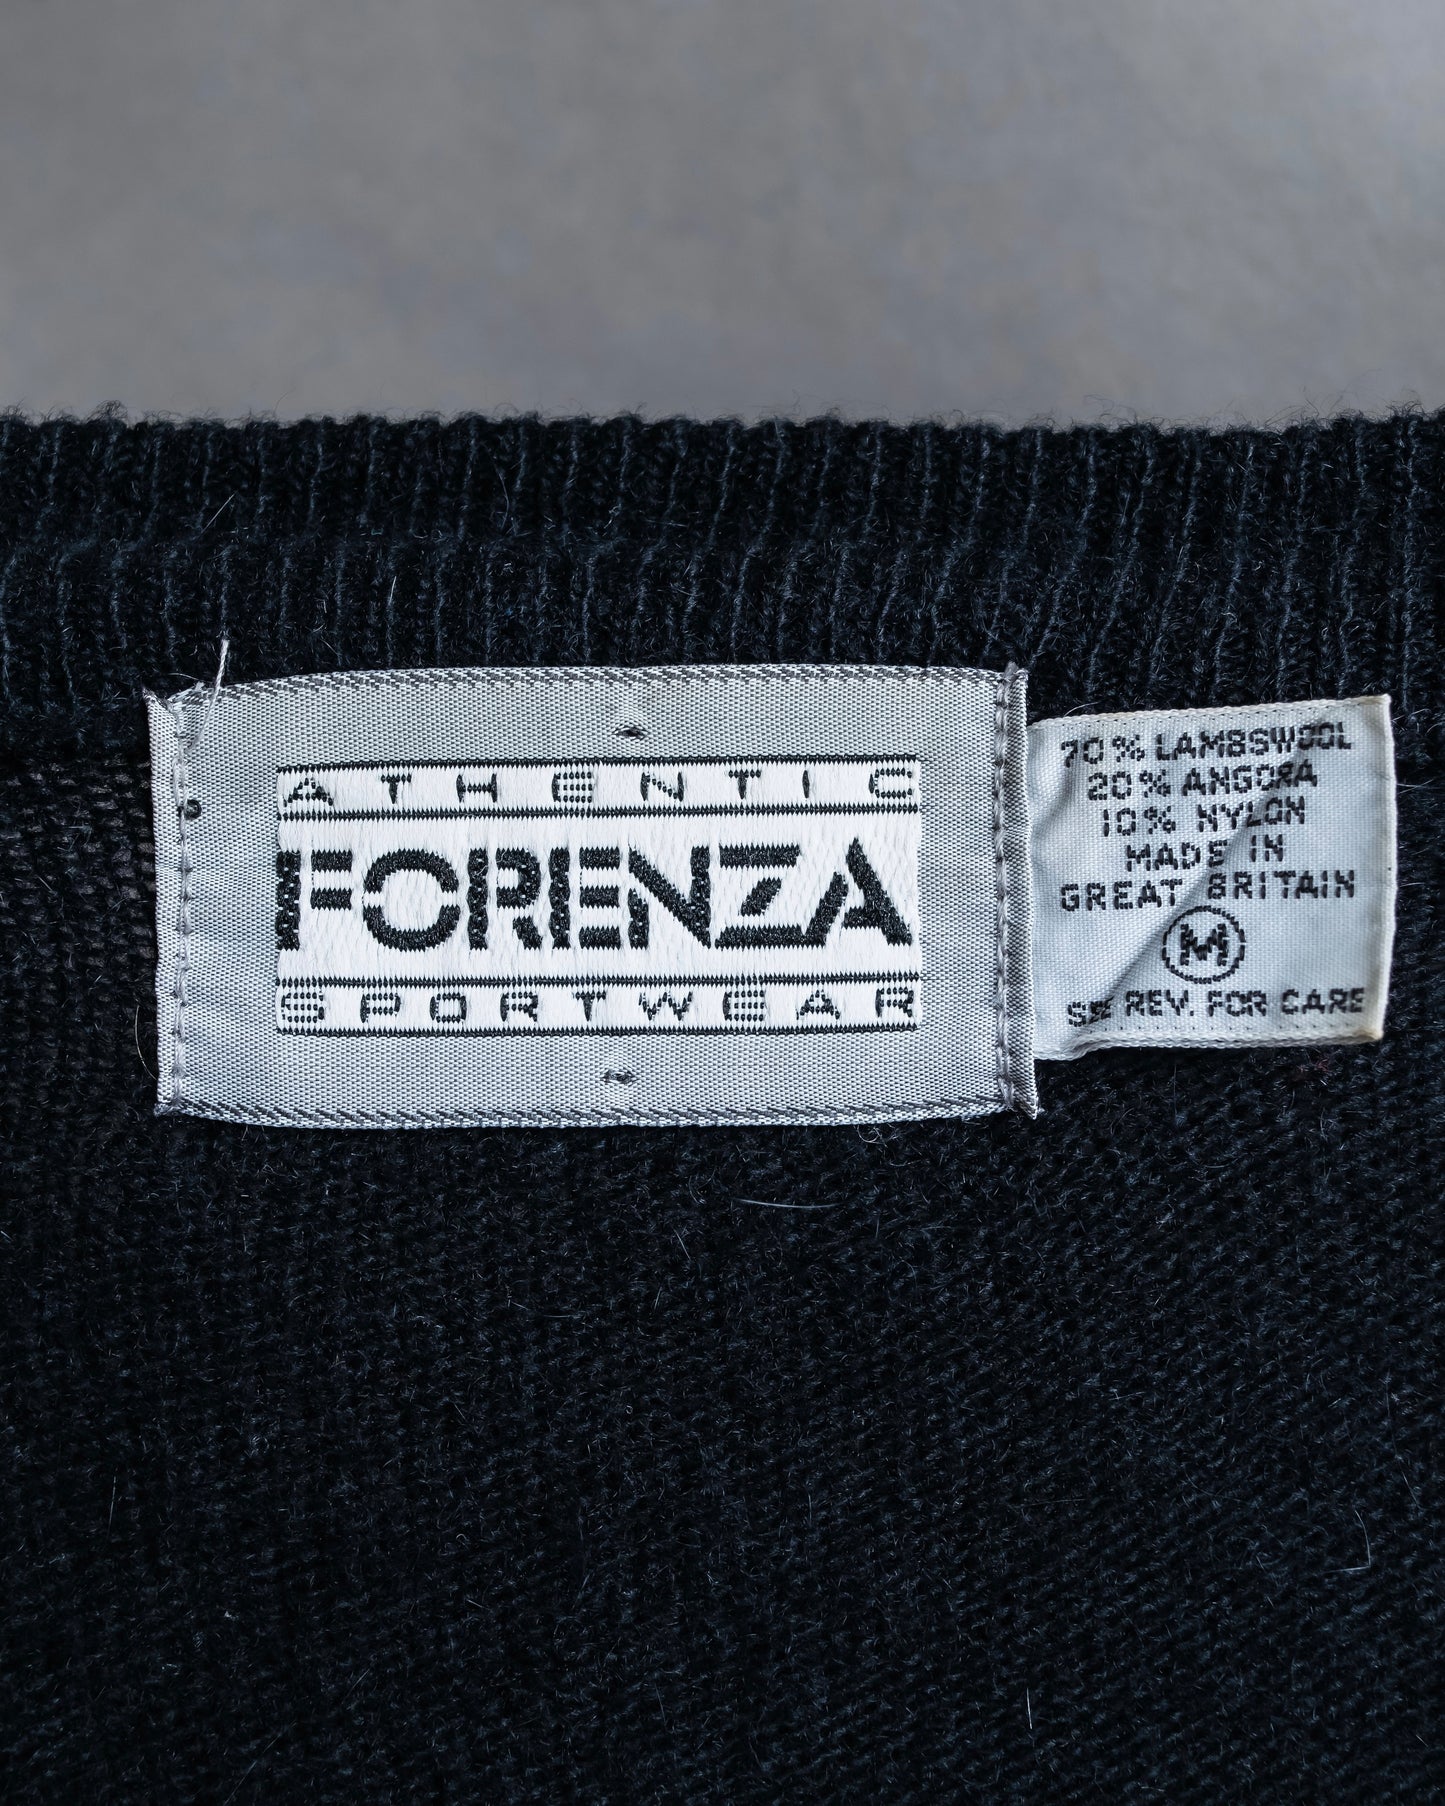 ATHENTIC
FORENZA
SPORTWEAR
70% LAMBSWOOL
20% ANGORA
10% NYLON
MADE IN
GREAT BRITAIN
M
SEE REV. FOR CARE